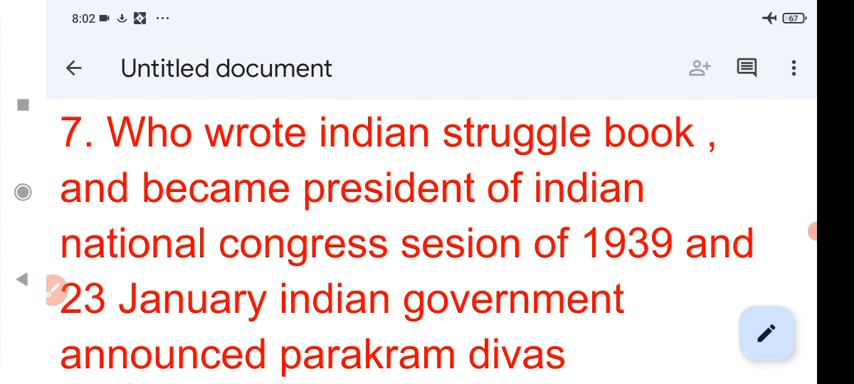 8:02
67
Untitled document
7. Who wrote indian struggle book ,
and became president of indian
national congress sesion of 1939 and
23 January indian government
announced parakram divas